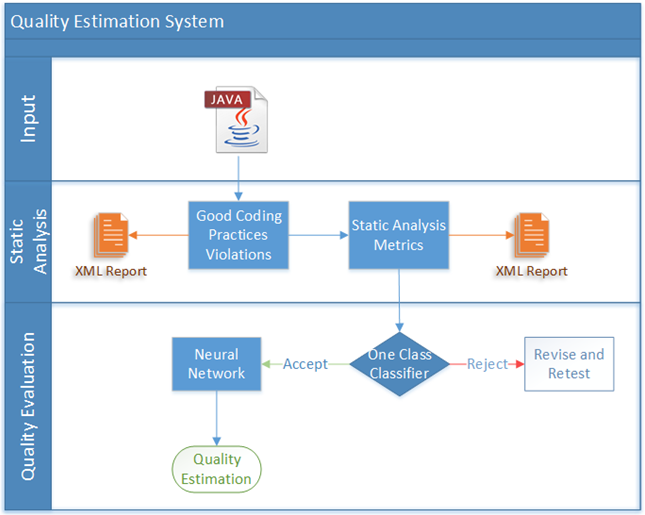 Quality Estimation System
Input
JAVA
Static
Analysis
Good Coding
Practices
Violations
Static Analysis
Metrics
XML Report
XML Report
Quality Evaluation
Neural
Network
Accept
One Class
Classifier
Reject
Revise and
Retest
Quality
Estimation